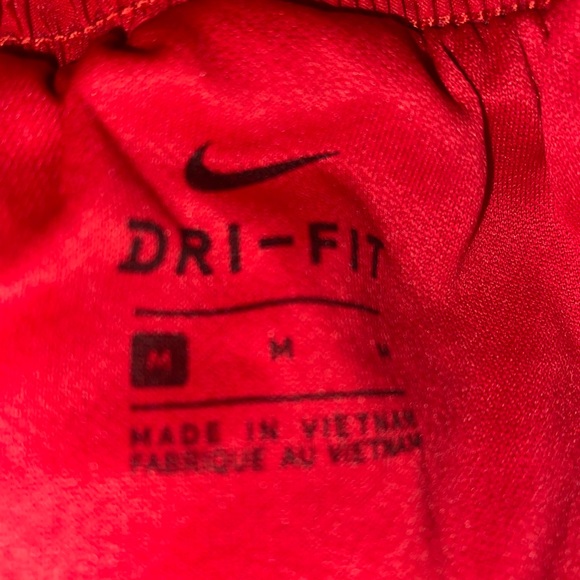 DRI-FIT
M M M
MADE IN VIETNAM
FABRIQUE AU VIETNAM